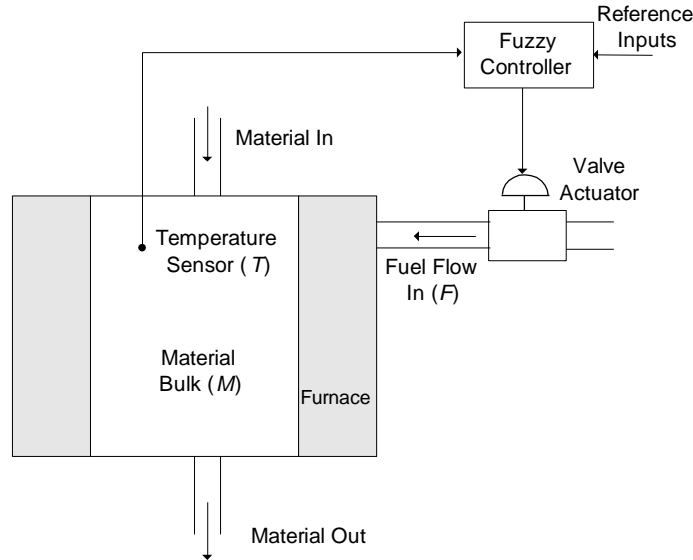 Reference
Inputs
Fuzzy
Controller
Material In
Valve
Actuator
Temperature
Sensor (T)
Fuel Flow
In (F)
Material
Bulk (M)
Furnace
Material Out